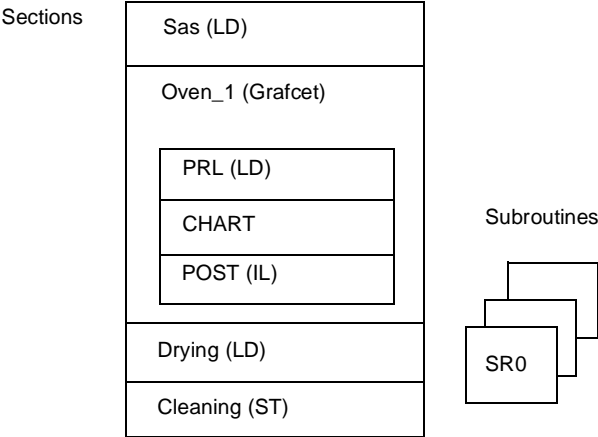 Sections
Sas (LD)
Oven_1 (Grafcet)
PRL (LD)
CHART
POST (IL)
Drying (LD)
Cleaning (ST)
Subroutines
SR0